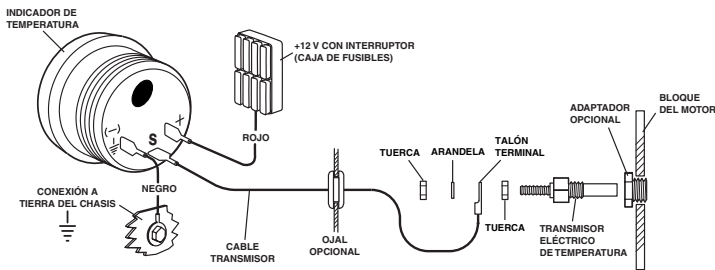 INDICADOR DE
TEMPERATURA
+12 V CON INTERRUPTOR
(CAJA DE FUSIBLES)
BLOQUE
DEL MOTOR
ADAPTADOR
OPCIONAL
(-)
S
+
ROJO
TUERCA
ARANDELA
TALÓN
TERMINAL
CONEXIÓN A
TIERRA DEL CHASIS
NEGRO
CABLE
TRANSMISOR
OJAL
OPCIONAL
TUERCA
TRANSMISOR
ELÉCTRICO
DE TEMPERATURA